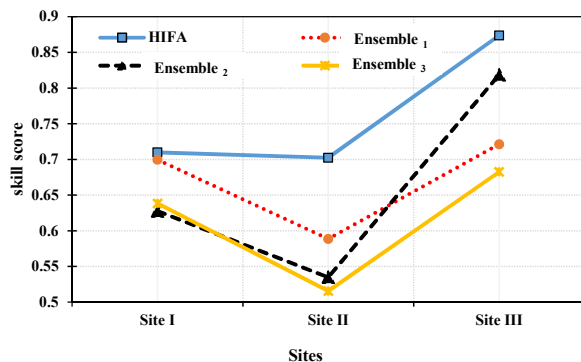 0.9
0.85
0.8
0.75
0.7
0.65
0.6
0.55
0.5
skill score
HIFA
Ensemble 1
Ensemble 2
Ensemble 3
Site I
Site II
Site III
Sites